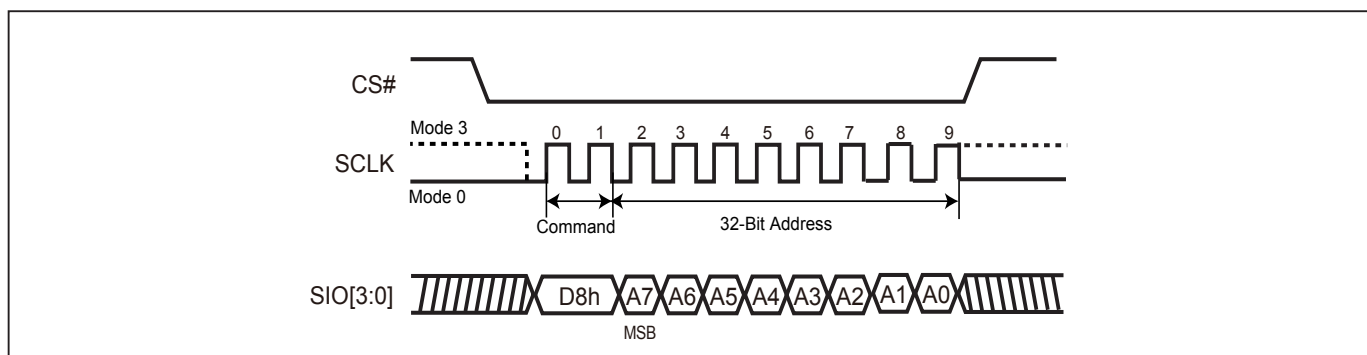 CS#
Mode 3
0 1 2 3 4 5 6 7 8 9
SCLK
Mode 0
Command
32-Bit Address
SIO[3:0]
D8h A7 A6 A5 A4 A3 A2 A1 A0
MSB